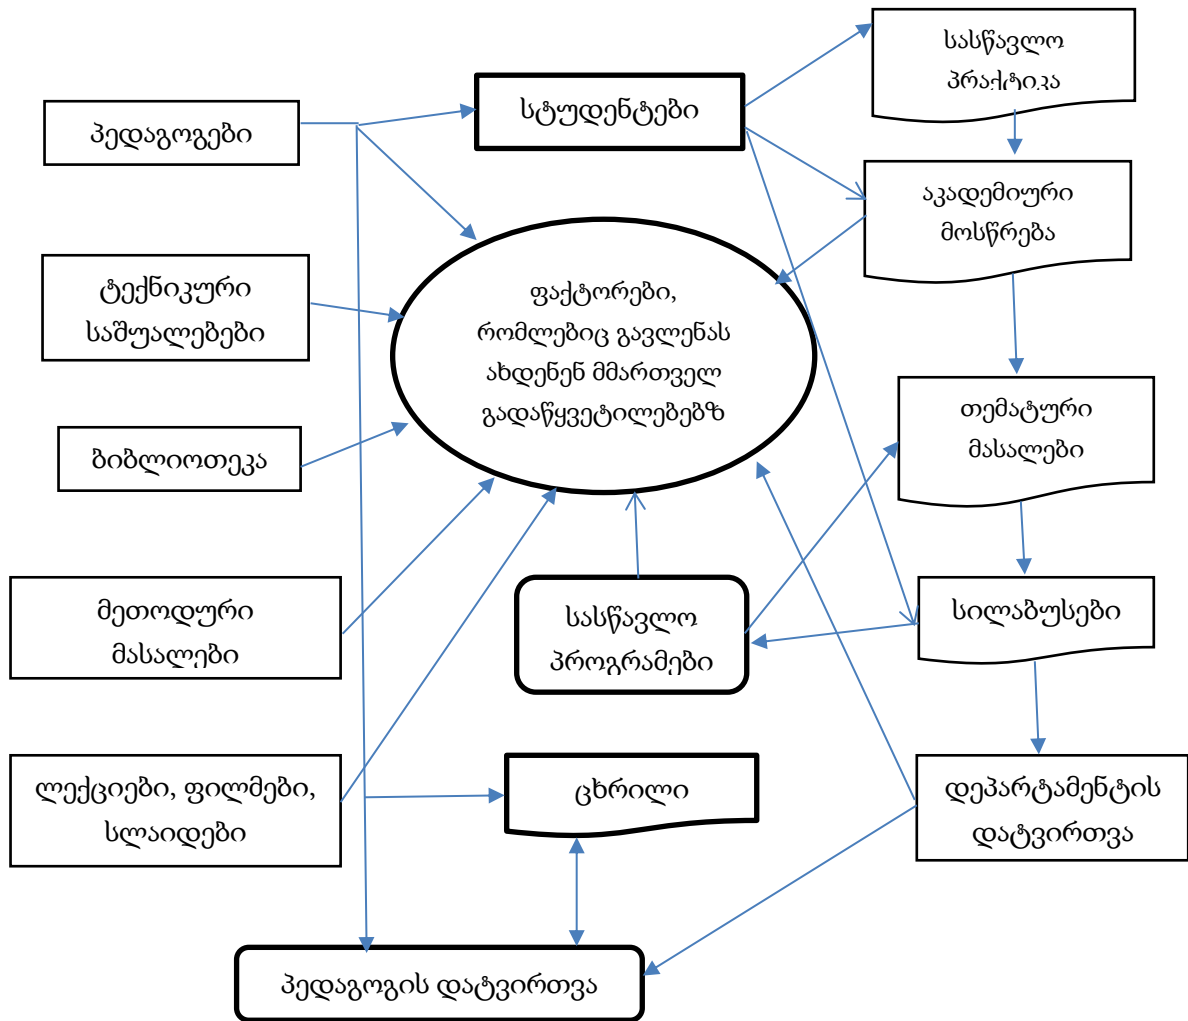 სასწავლო
პრაქტიკა
სტუდენტები
პედაგოგები
აკადემიური
მოსწრება
ტექნიკური
საშუალებები
ფაქტორები,
რომლებიც გავლენას
ახდენენ მმართველ
გადაწყვეტილებებზ
თემატური
მასალები
ბიბლიოთეკა
მეთოდური
მასალები
სასწავლო
პროგრამები
სილაბუსები
ლექციები, ფილმები,
სლაიდები
ცხრილი
დეპარტამენტის
დატვირთვა
პედაგოგის დატვირთვა